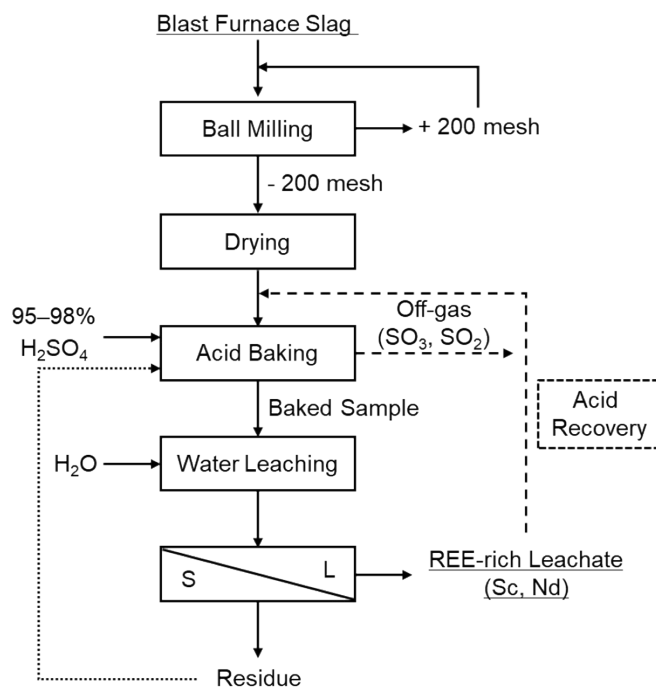 Blast Furnace Slag
Ball Milling
+ 200 mesh
- 200 mesh
Drying
95–98%
H₂SO₄
Off-gas
(SO₃, SO₂)
Acid Baking
Acid
Recovery
Baked Sample
H₂O
Water Leaching
S
L
REE-rich Leachate
(Sc, Nd)
Residue